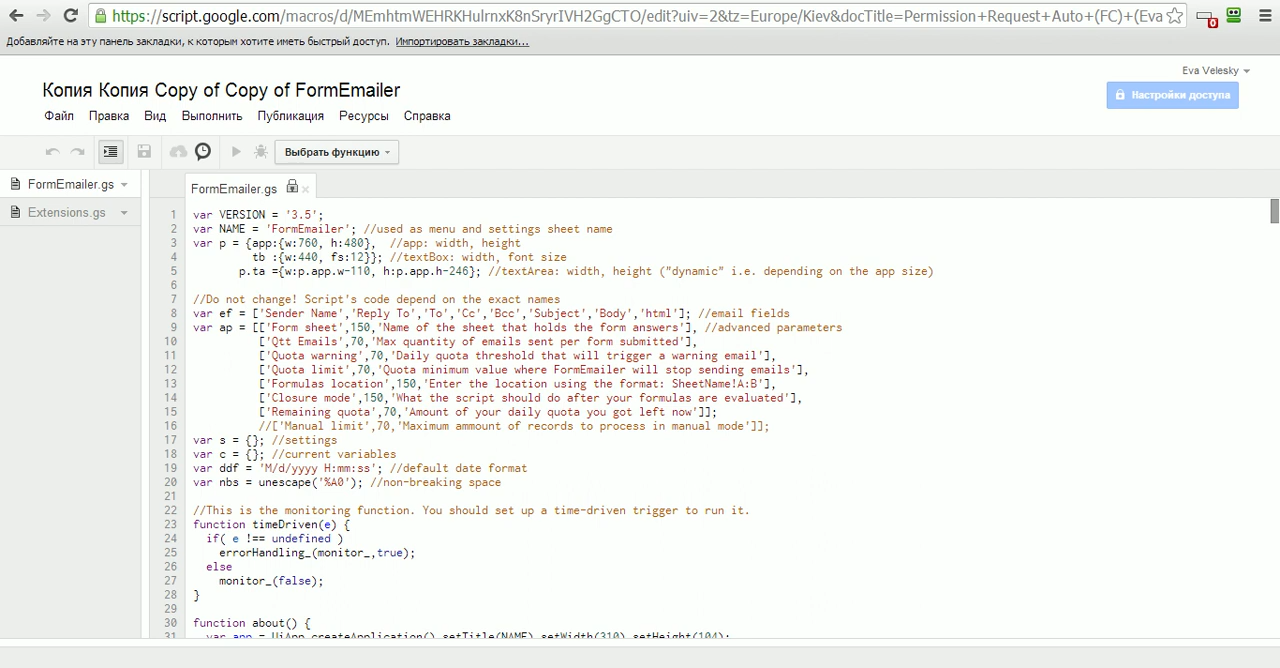 https://script.google.com/macros/d/MEmhtmWEHRKHulrnxK8nSryrIVH2GgCTO/edit?uiv=2&tz=Europe/Kiev&docTitle=Permission+Request+Auto+(FC)+(Eva
0
Добавляйте на эту панель закладки, к которым хотите иметь быстрый доступ. Импортировать закладки...
Eva Velesky
Копия Копия Copy of Copy of FormEmailer
Настройки доступа
Файл Правка Вид Выполнить Публикация Ресурсы Справка
Выбрать функцию
FormEmailer.gs
Extensions.gs
FormEmailer.gs
1 var VERSION = '3.5';
2 var NAME = 'FormEmailer'; //used as menu and settings sheet name
3 var p = {app:{w:760, h:480}, //app: width, height
4 tb :{w:440, fs:12}}; //textBox: width, font size
5 p.ta ={w:p.app.w-110, h:p.app.h-246}; //textArea: width, height ("dynamic" i.e. depending on the app size)
6
7 //Do not change! Script's code depend on the exact names
8 var ef = ['Sender Name','Reply To','To','Cc','Bcc','Subject','Body','html']; //email fields
9 var ap = [['Form sheet',150,'Name of the sheet that holds the form answers'], //advanced parameters
10 ['Qtt Emails',70,'Max quantity of emails sent per form submitted'],
11 ['Quota warning',70,'Daily quota threshold that will trigger a warning email'],
12 ['Quota limit',70,'Quota minimum value where FormEmailer will stop sending emails'],
13 ['Formulas location',150,'Enter the location using the format: SheetName!A:B'],
14 ['Closure mode',150,'What the script should do after your formulas are evaluated'],
15 ['Remaining quota',70,'Amount of your daily quota you got left now']];
16 //['Manual limit',70,'Maximum ammount of records to process in manual mode']];
17 var s = {}; //settings
18 var c = {}; //current variables
19 var ddf = 'M/d/yyyy H:mm:ss'; //default date format
20 var nbs = unescape('%A0'); //non-breaking space
21
22 //This is the monitoring function. You should set up a time-driven trigger to run it.
23 function timeDriven(e) {
24 if( e !== undefined )
25 errorHandling_(monitor_,true);
26 else
27 monitor_(false);
28 }
29
30 function about() {
31 var app = UiApp.createApplication().setTitle(NAME).setWidth(310).setHeight(104);